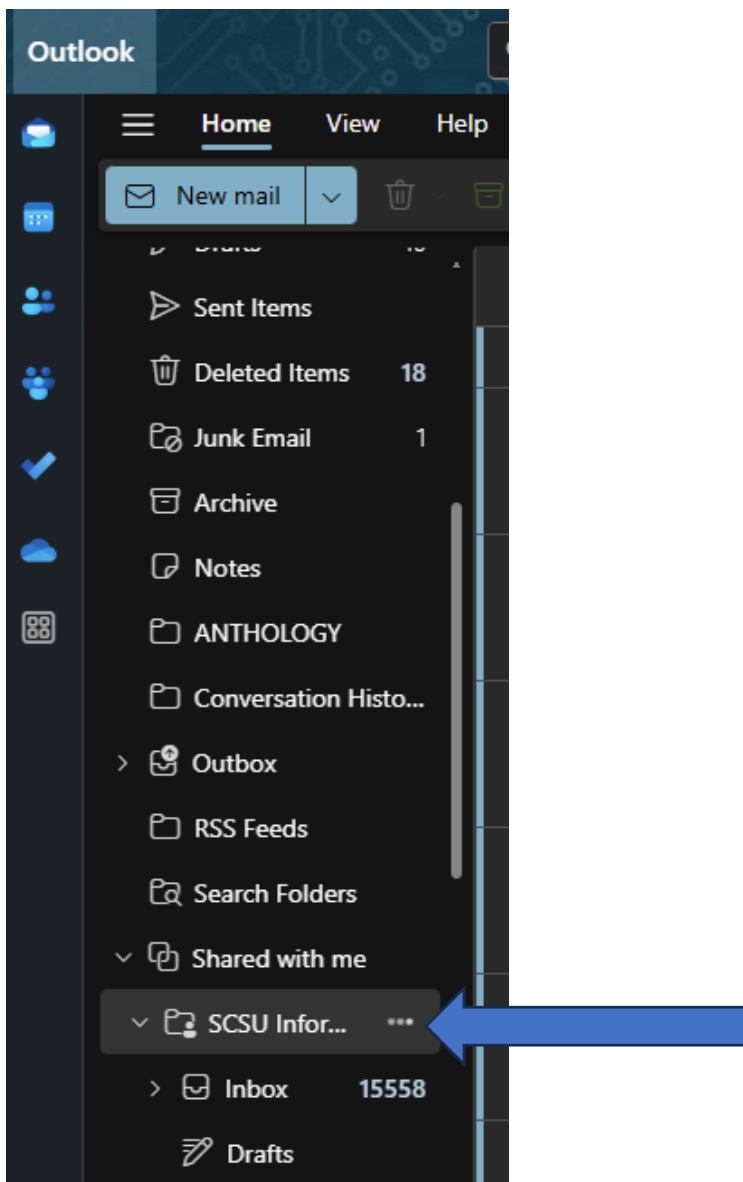 Outlook
Home View Help
New mail
Sent Items
Deleted Items 18
Junk Email 1
Archive
Notes
ANTHOLOGY
Conversation Histo...
Outbox
RSS Feeds
Search Folders
Shared with me
SCSU Infor... •••
Inbox 15558
Drafts